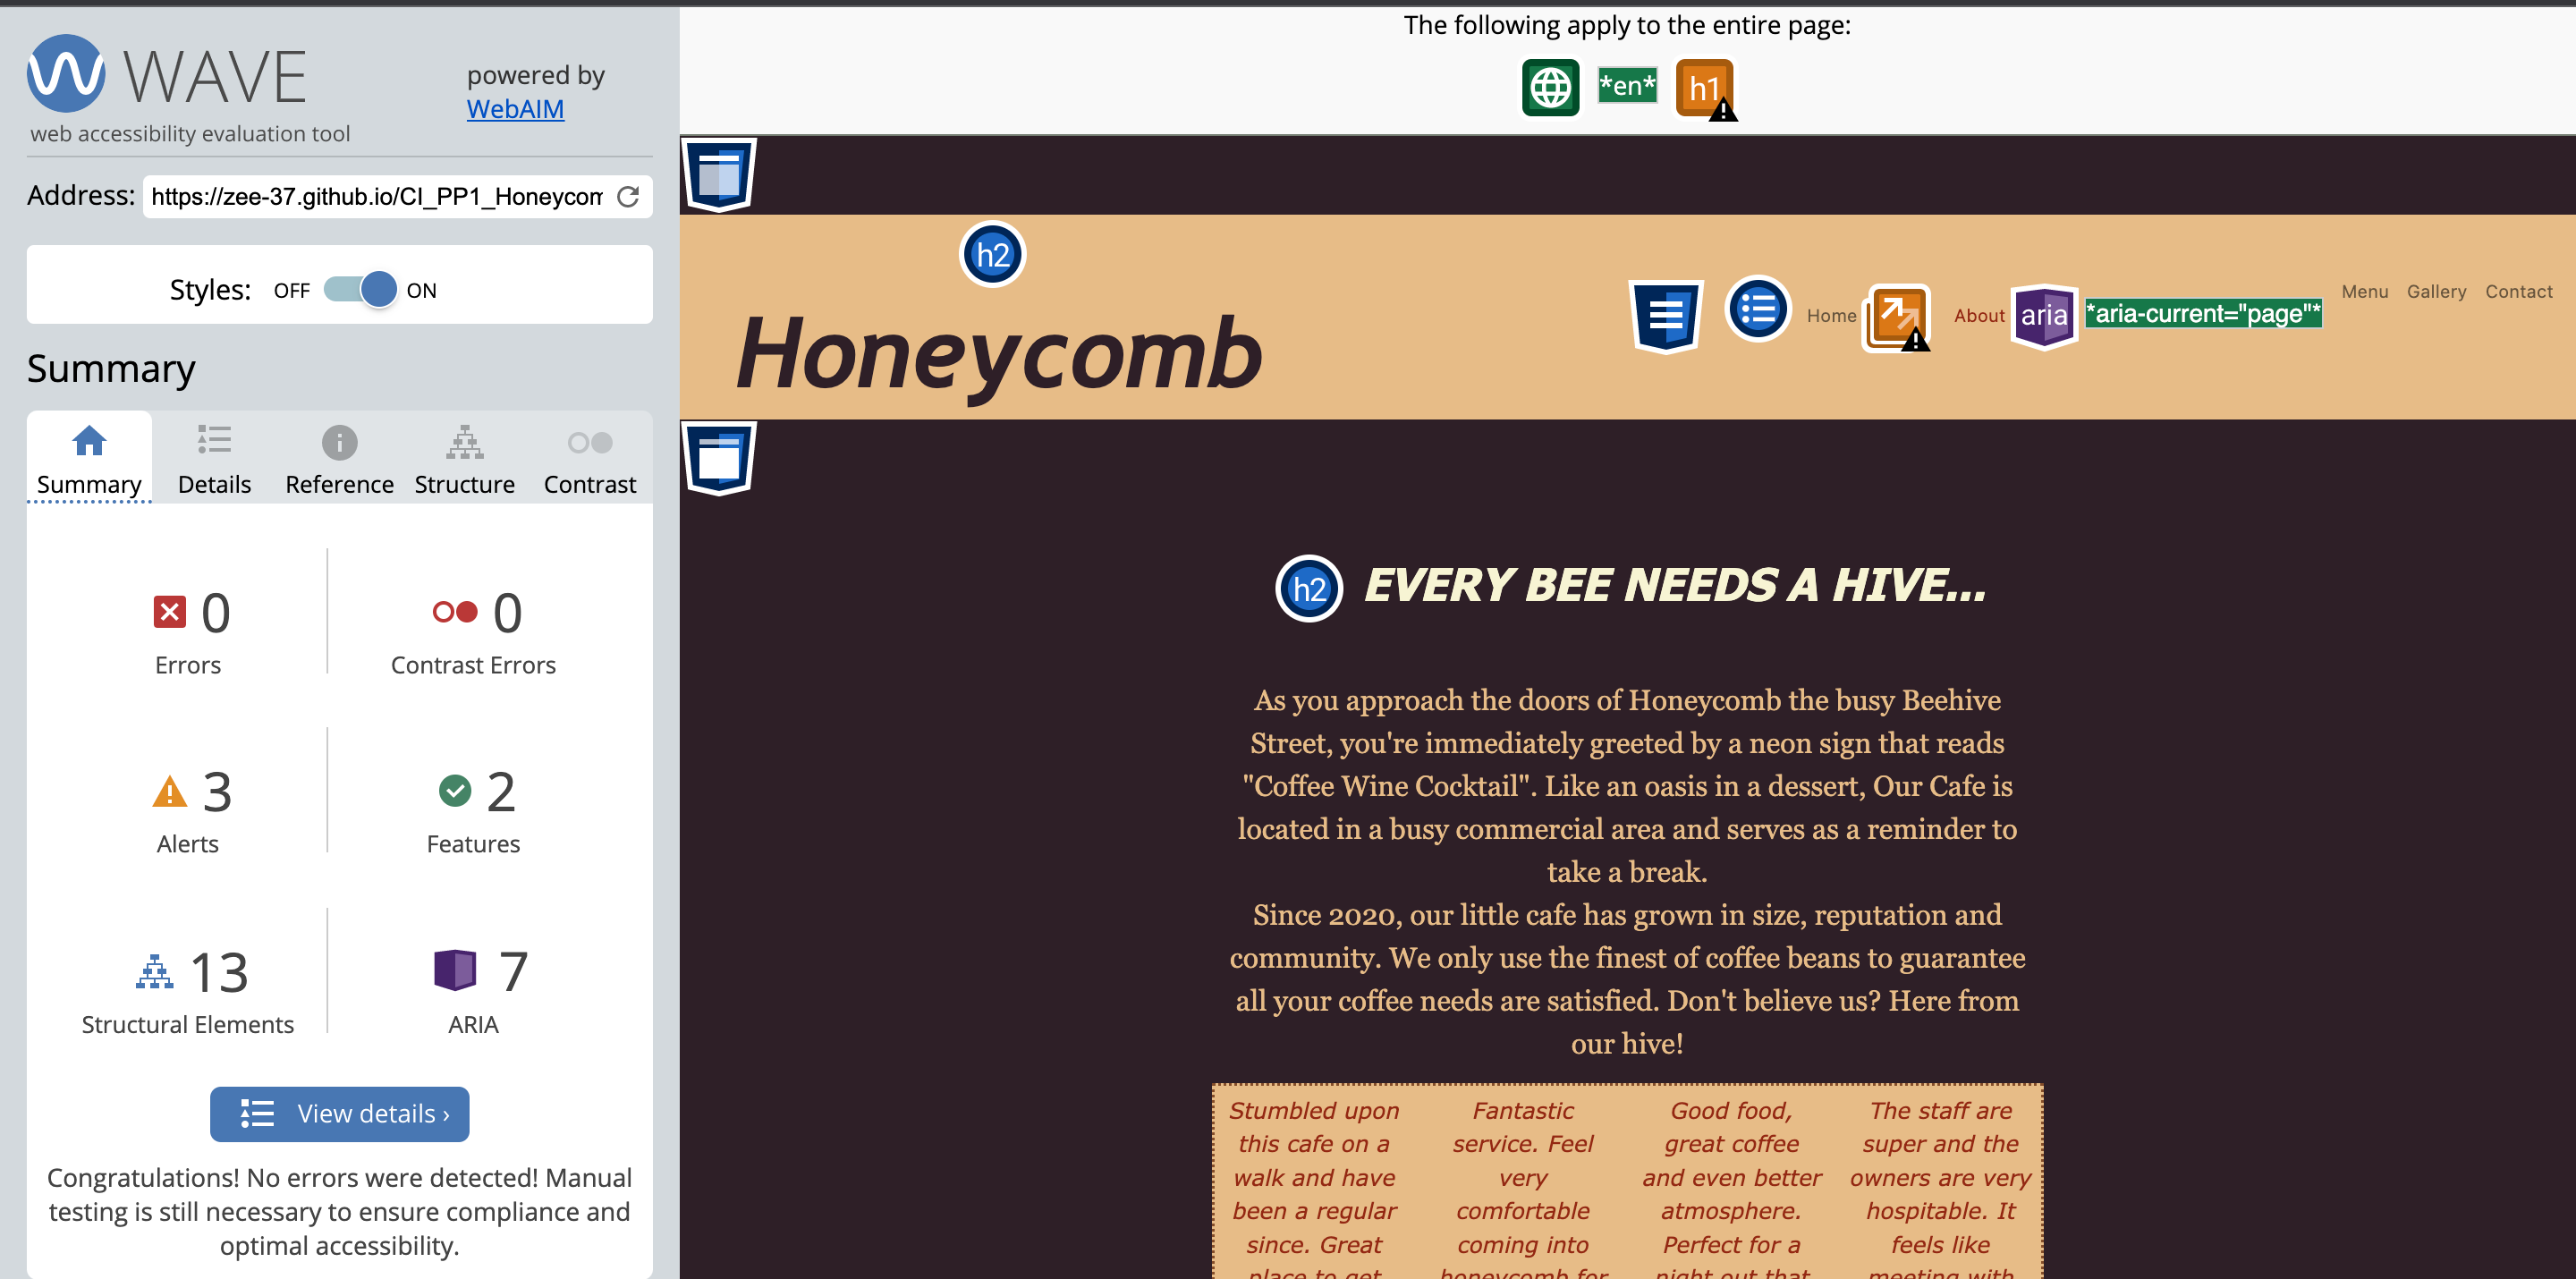 WAVE
powered by
WebAIM
web accessibility evaluation tool
Address: https://zee-37.github.io/CI_PP1_Honeycom
Styles: OFF ON
Summary
Summary Details Reference Structure Contrast
0 0
Errors Contrast Errors
3 2
Alerts Features
13 7
Structural Elements ARIA
View details ›
Congratulations! No errors were detected! Manual
testing is still necessary to ensure compliance and
optimal accessibility.
The following apply to the entire page:
*en* h1
h2
Honeycomb
Home About aria *aria-current="page"* Menu Gallery Contact
h2 EVERY BEE NEEDS A HIVE...
As you approach the doors of Honeycomb the busy Beehive
Street, you're immediately greeted by a neon sign that reads
"Coffee Wine Cocktail". Like an oasis in a dessert, Our Cafe is
located in a busy commercial area and serves as a reminder to
take a break.
Since 2020, our little cafe has grown in size, reputation and
community. We only use the finest of coffee beans to guarantee
all your coffee needs are satisfied. Don't believe us? Here from
our hive!
Stumbled upon
this cafe on a
walk and have
been a regular
since. Great
place to get
Fantastic
service. Feel
very
comfortable
coming into
honeycomb for
Good food,
great coffee
and even better
atmosphere.
Perfect for a
night out that
The staff are
super and the
owners are very
hospitable. It
feels like
meeting with